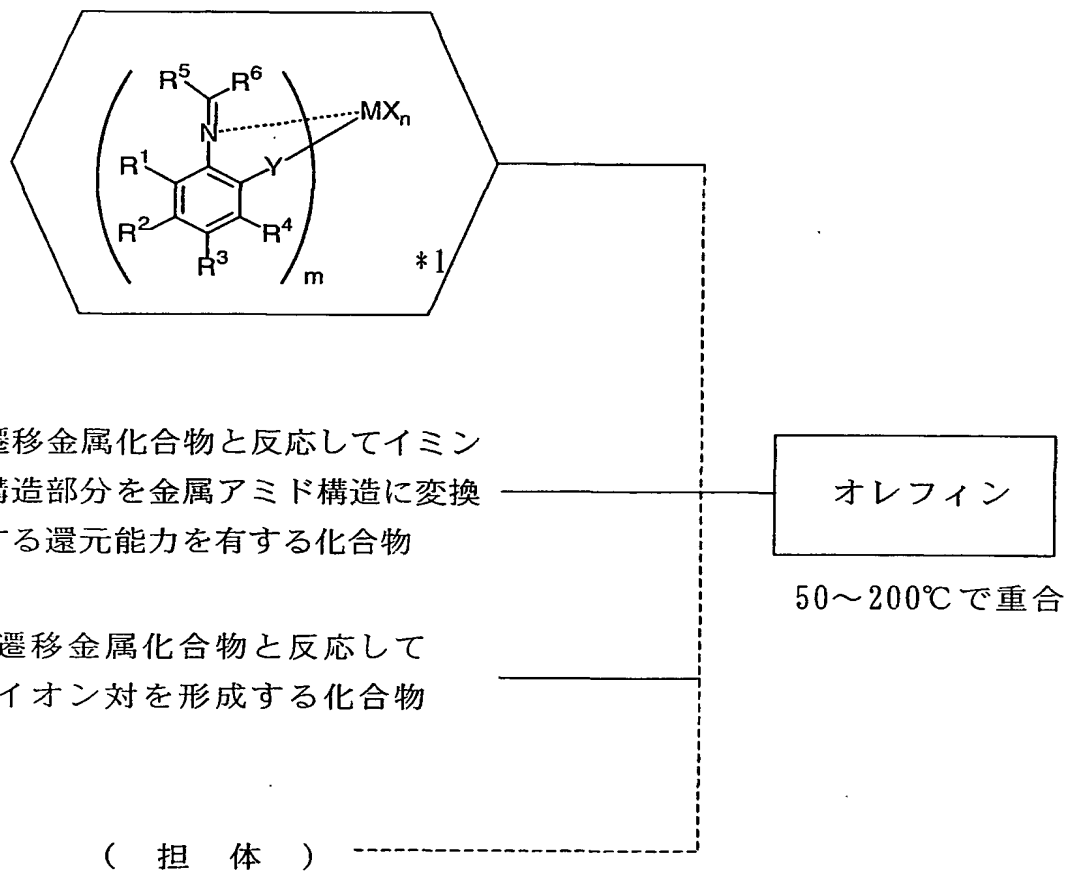 R⁵ R⁶
N
MXₙ
R¹
Y
R²
R⁴
R³
m
*1
遷移金属化合物と反応してイミン
構造部分を金属アミド構造に変換
する還元能力を有する化合物
オレフィン
50〜200℃で重合
遷移金属化合物と反応して
イオン対を形成する化合物
( 担 体 )